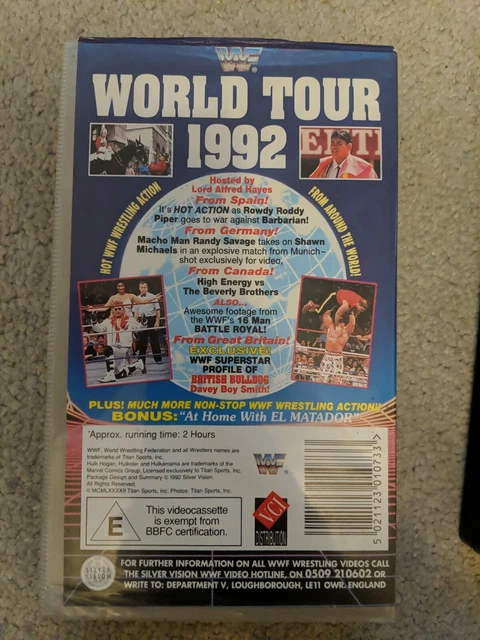 WF®
WORLD TOUR
1992
HOT WWF WRESTLING ACTION
FROM AROUND THE WORLD!
Hosted by
Lord Alfred Hayes
From Spain!
It's HOT ACTION as Rowdy Roddy
Piper goes to war against Barbarian!
From Germany!
Macho Man Randy Savage takes on Shawn
Michaels in an explosive match from Munich–
shot exclusively for video,
From Canada!
High Energy vs
The Beverly Brothers
ALSO...
Awesome footage from
the WWF's 16 Man
BATTLE ROYAL!
From Great Britain!
EXCLUSIVE!
WWF SUPERSTAR
PROFILE OF
BRITISH BULLDOG
Davey Boy Smith!
PLUS! MUCH MORE NON-STOP WWF WRESTLING ACTION!!
BONUS: "At Home With EL MATADOR"
*Approx. running time: 2 Hours
WWF, World Wrestling Federation and all Wrestlers names are
trademarks of Titan Sports, Inc.
Hulk Hogan, Hulkster and Hulkamania are trademarks of the
Marvel Comics Group. Licensed exclusively to Titan Sports, Inc.
Package Design and Summary © 1992 Silver Vision.
All Rights Reserved.
Titan Sports, Inc. Photos: Titan Sports, Inc.
WF®
E
This videocassette
is exempt from
BBFC certification.
VCI
DISTRIBUTION
5 021123 010733 >
SILVER
VISION
FOR FURTHER INFORMATION ON ALL WWF WRESTLING VIDEOS CALL
THE SILVER VISION WWF VIDEO HOTLINE, ON 0509 210602 OR
WRITE TO: DEPARTMENT V, LOUGHBOROUGH, LE11 OWR. ENGLAND